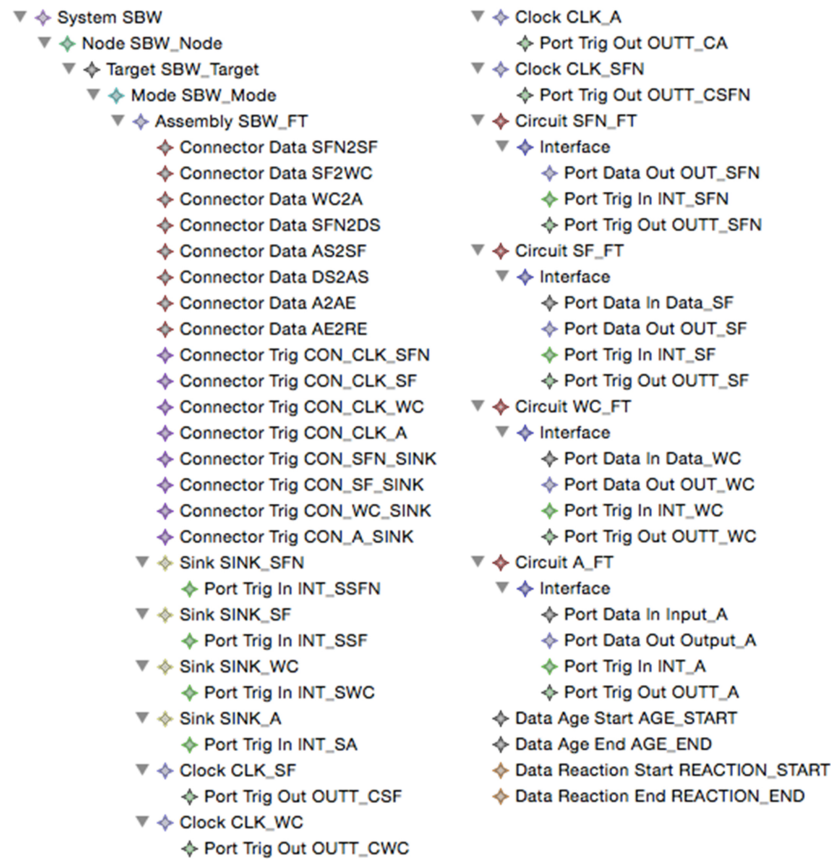 System SBW
Node SBW_Node
Target SBW_Target
Mode SBW_Mode
Assembly SBW_FT
Connector Data SFN2SF
Connector Data SF2WC
Connector Data WC2A
Connector Data SFN2DS
Connector Data AS2SF
Connector Data DS2AS
Connector Data A2AE
Connector Data AE2RE
Connector Trig CON_CLK_SFN
Connector Trig CON_CLK_SF
Connector Trig CON_CLK_WC
Connector Trig CON_CLK_A
Connector Trig CON_SFN_SINK
Connector Trig CON_SF_SINK
Connector Trig CON_WC_SINK
Connector Trig CON_A_SINK
Sink SINK_SFN
Port Trig In INT_SSFN
Sink SINK_SF
Port Trig In INT_SSF
Sink SINK_WC
Port Trig In INT_SWC
Sink SINK_A
Port Trig In INT_SA
Clock CLK_SF
Port Trig Out OUTT_CSF
Clock CLK_WC
Port Trig Out OUTT_CWC
Clock CLK_A
Port Trig Out OUTT_CA
Clock CLK_SFN
Port Trig Out OUTT_CSFN
Circuit SFN_FT
Interface
Port Data Out OUT_SFN
Port Trig In INT_SFN
Port Trig Out OUTT_SFN
Circuit SF_FT
Interface
Port Data In Data_SF
Port Data Out OUT_SF
Port Trig In INT_SF
Port Trig Out OUTT_SF
Circuit WC_FT
Interface
Port Data In Data_WC
Port Data Out OUT_WC
Port Trig In INT_WC
Port Trig Out OUTT_WC
Circuit A_FT
Interface
Port Data In Input_A
Port Data Out Output_A
Port Trig In INT_A
Port Trig Out OUTT_A
Data Age Start AGE_START
Data Age End AGE_END
Data Reaction Start REACTION_START
Data Reaction End REACTION_END